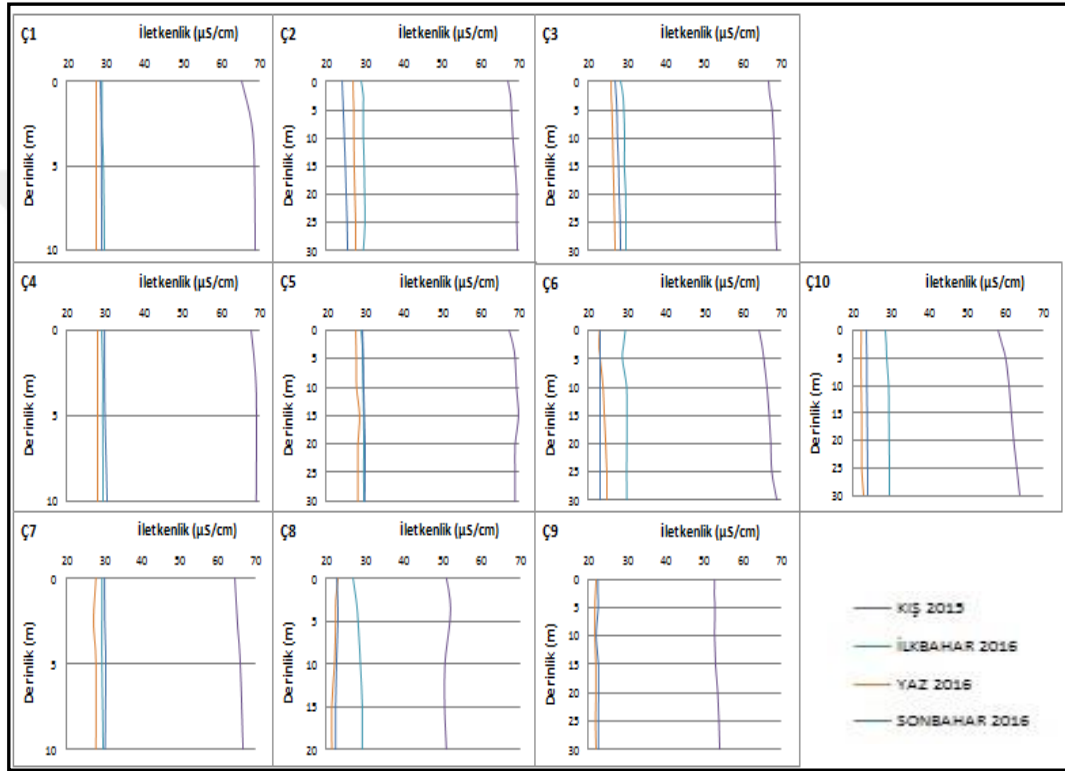 Ç1 İletkenlik (µS/cm)
20 30 40 50 60 70
Derinlik (m)
0
5
10
Ç2 İletkenlik (µS/cm)
20 30 40 50 60 70
Derinlik (m)
0
5
10
15
20
25
30
Ç3 İletkenlik (µS/cm)
20 30 40 50 60 70
Derinlik (m)
0
5
10
15
20
25
30
Ç4 İletkenlik (µS/cm)
20 30 40 50 60 70
Derinlik (m)
0
5
10
Ç5 İletkenlik (µS/cm)
20 30 40 50 60 70
Derinlik (m)
0
5
10
15
20
25
30
Ç6 İletkenlik (µS/cm)
20 30 40 50 60 70
Derinlik (m)
0
5
10
15
20
25
30
Ç10 İletkenlik (µS/cm)
20 30 40 50 60 70
Derinlik (m)
0
5
10
15
20
25
30
Ç7 İletkenlik (µS/cm)
20 30 40 50 60 70
Derinlik (m)
0
5
10
Ç8 İletkenlik (µS/cm)
20 30 40 50 60 70
Derinlik (m)
0
5
10
15
20
Ç9 İletkenlik (µS/cm)
20 30 40 50 60 70
Derinlik (m)
0
5
10
15
20
25
30
KIŞ 2015
İLKBAHAR 2016
YAZ 2016
SONBAHAR 2016